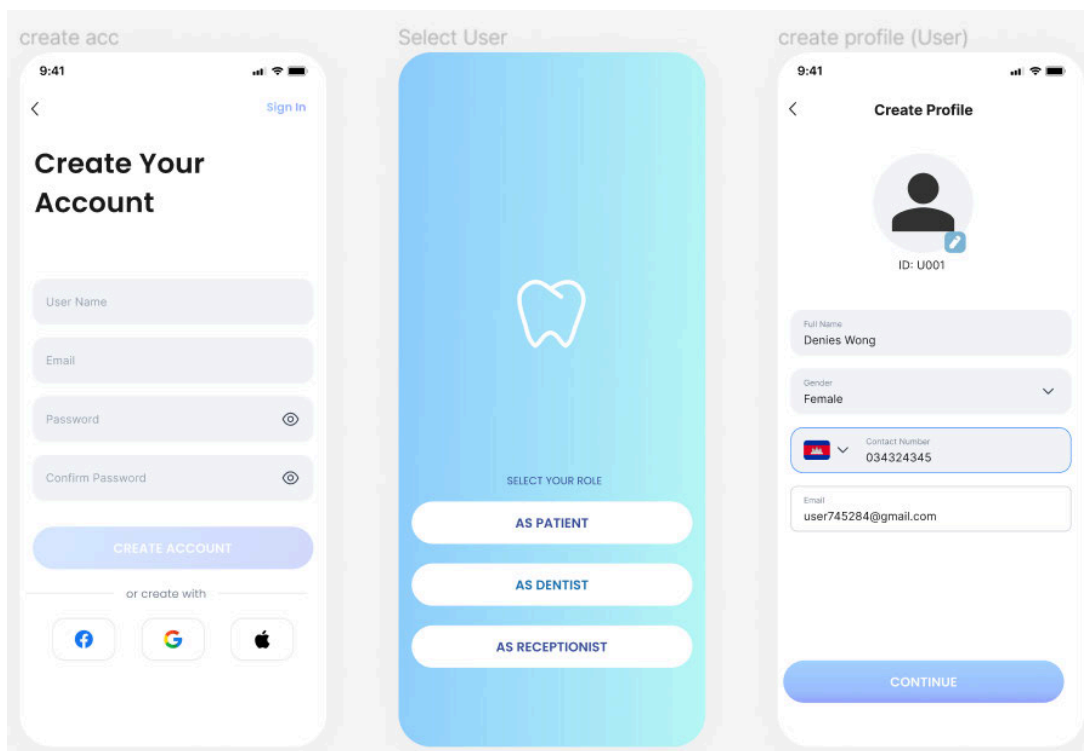 create acc
9:41
Sign In
Create Your
Account
User Name
Email
Password
Confirm Password
CREATE ACCOUNT
or create with
Select User
SELECT YOUR ROLE
AS PATIENT
AS DENTIST
AS RECEPTIONIST
create profile (User)
9:41
Create Profile
ID: U001
Full Name
Denies Wong
Gender
Female
Contact Number
034324345
Email
user745284@gmail.com
CONTINUE